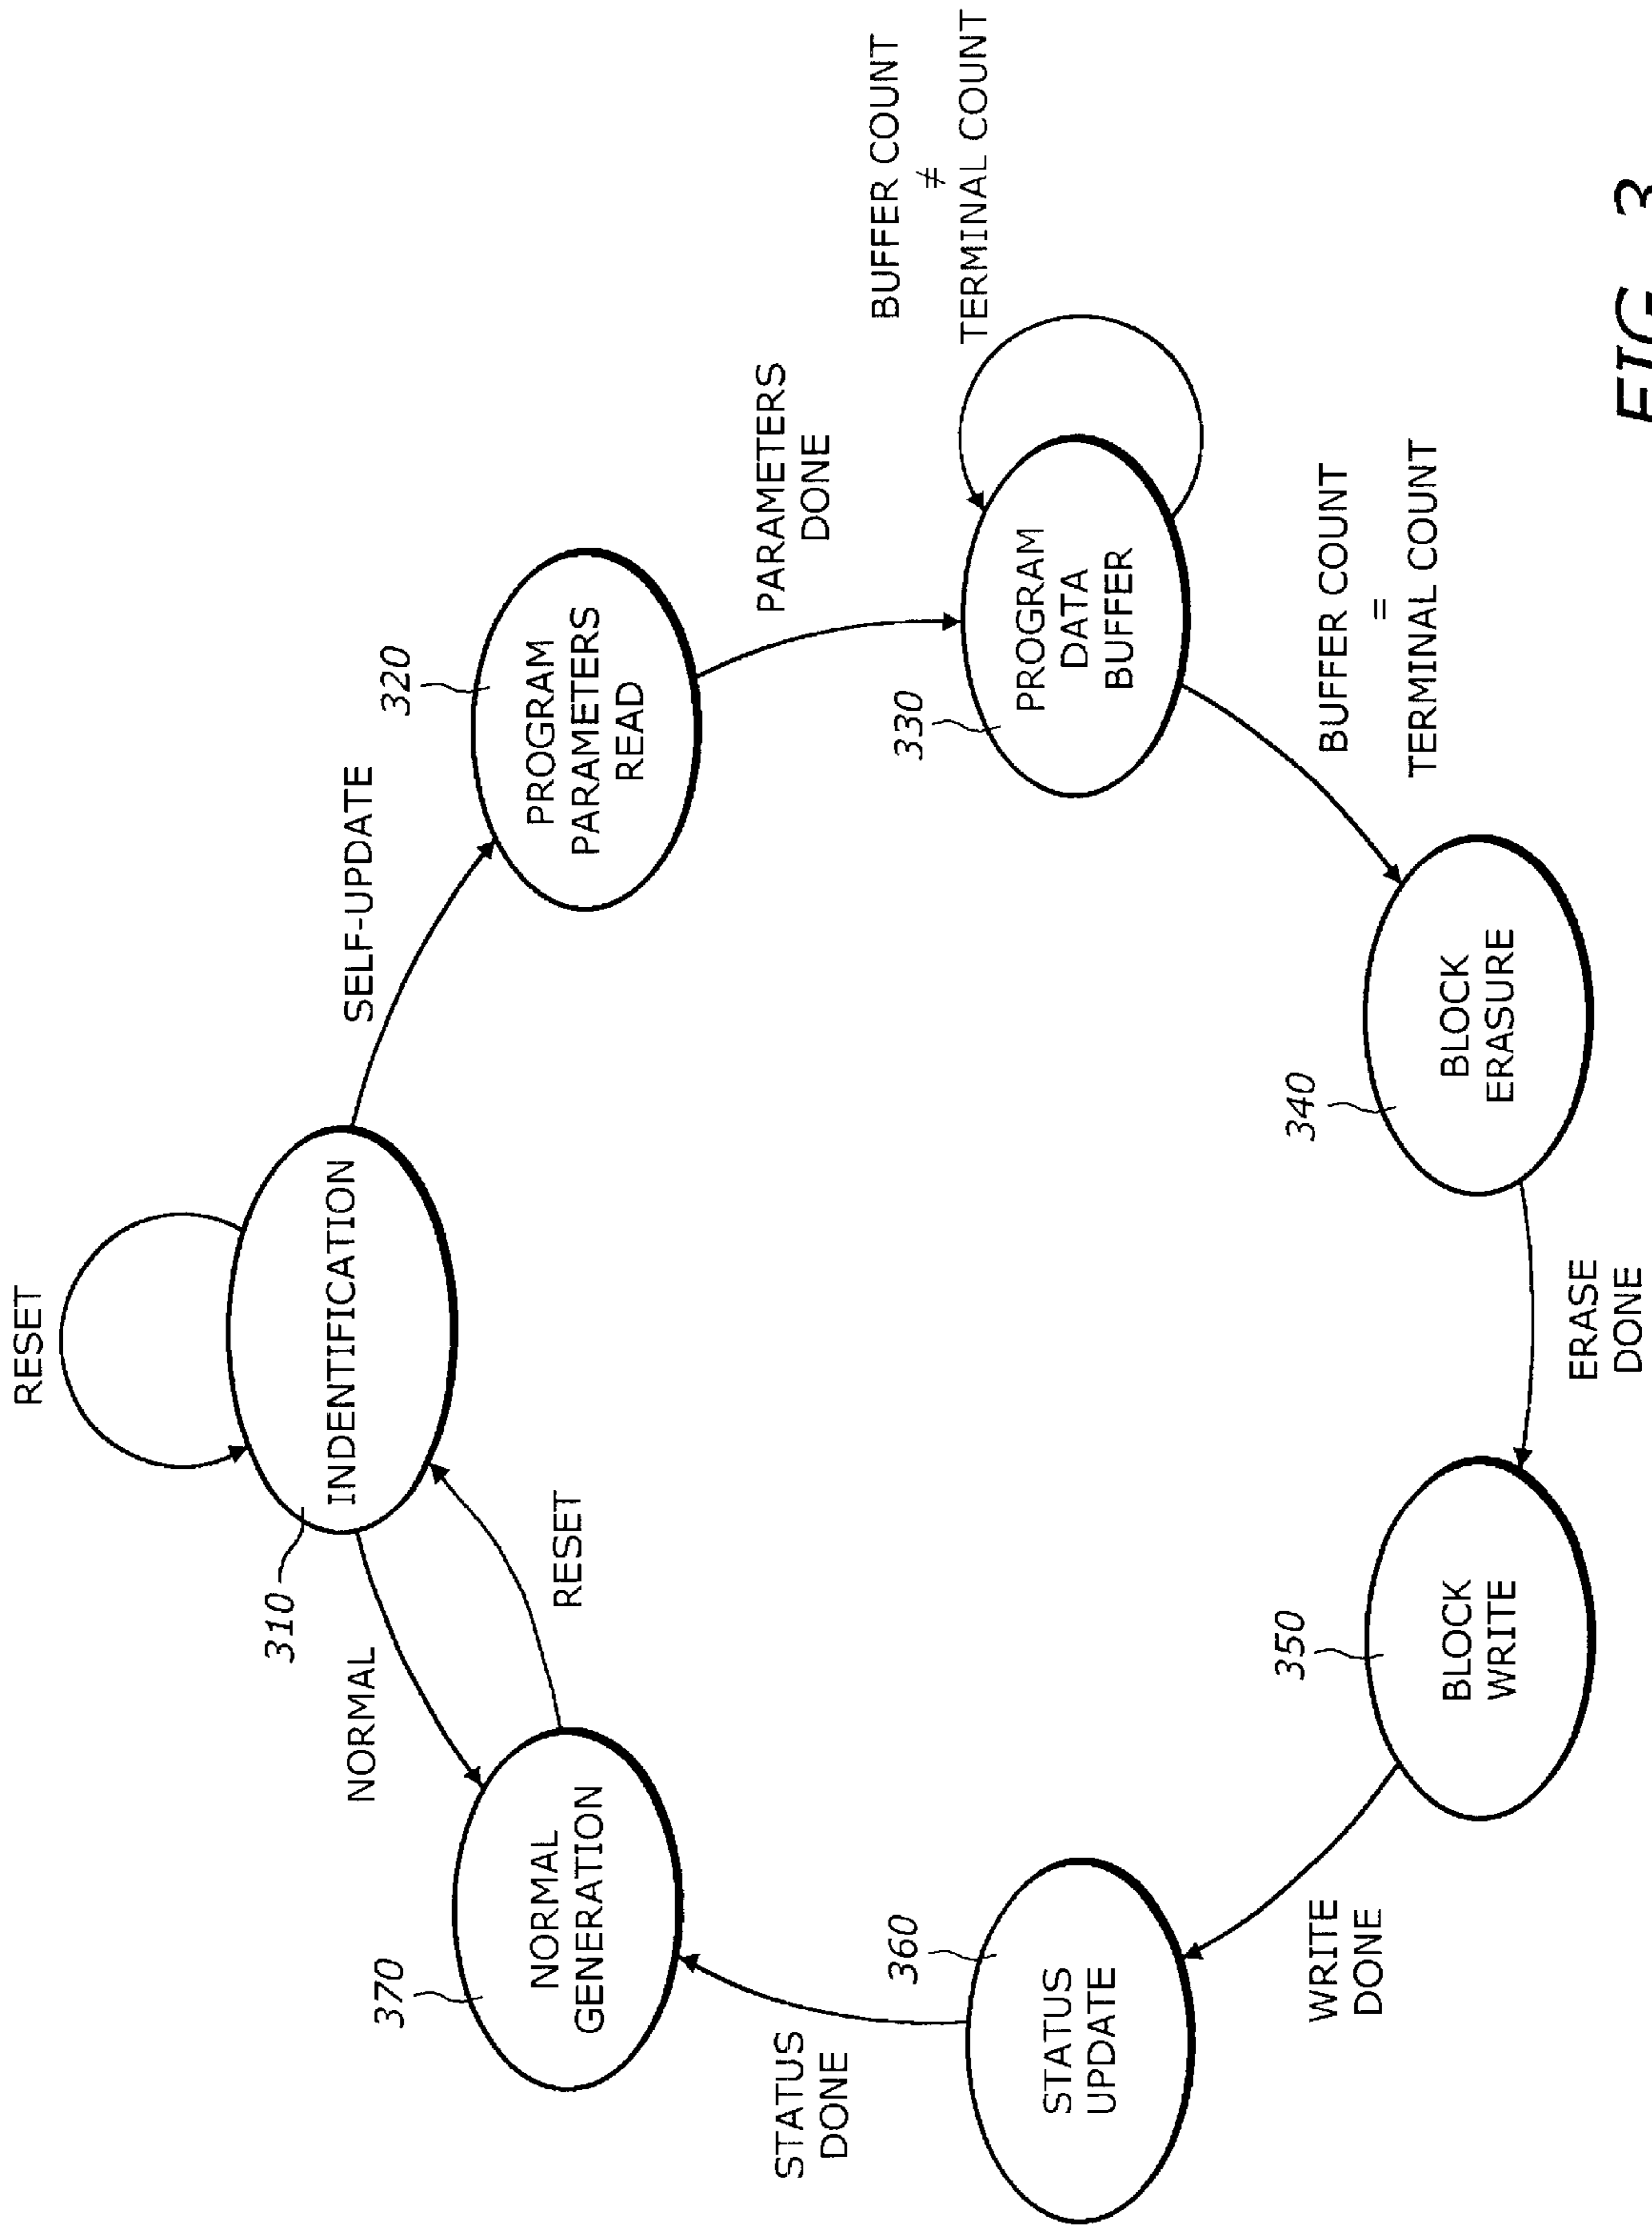 RESET
310
INDENTIFICATION
NORMAL
SELF-UPDATE
RESET
370
NORMAL
GENERATION
320
PROGRAM
PARAMETERS
READ
STATUS
DONE
PARAMETERS
DONE
360
STATUS
UPDATE
330
PROGRAM
DATA
BUFFER
BUFFER COUNT
≠
TERMINAL COUNT
WRITE
DONE
BUFFER COUNT
=
TERMINAL COUNT
350
BLOCK
WRITE
340
BLOCK
ERASURE
ERASE
DONE
FIG. 3